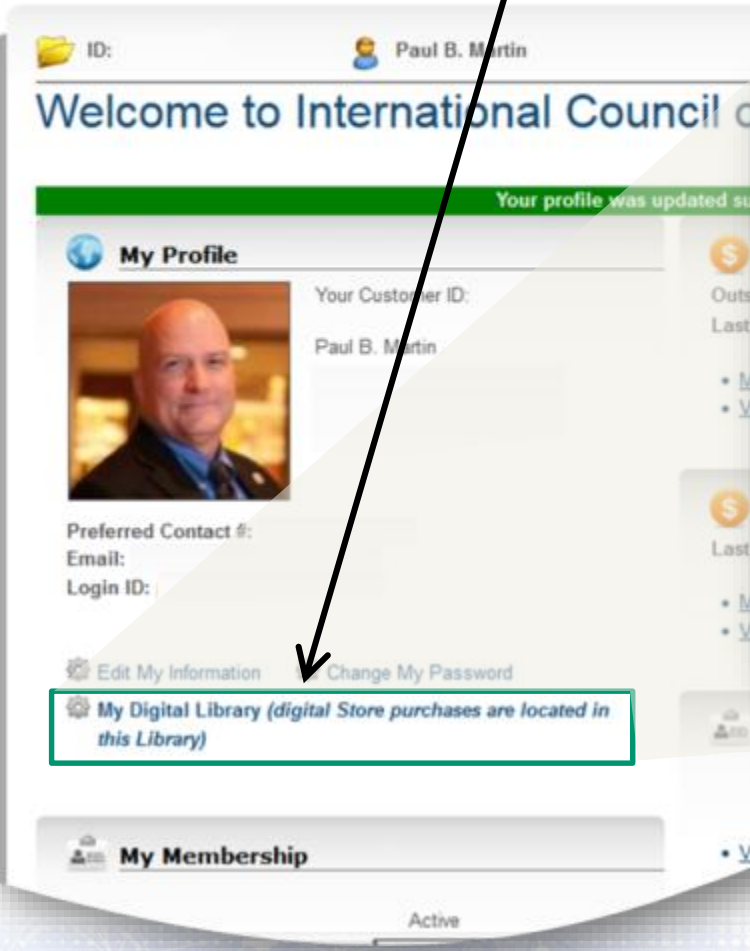 ID:
Paul B. Martin
Welcome to International Council
Your profile was updated
My Profile
Your Customer ID:
Paul B. Martin
Preferred Contact #:
Email:
Login ID:
Edit My Information
Change My Password
My Digital Library (digital Store purchases are located in
this Library)
My Membership
Active
Last
Last